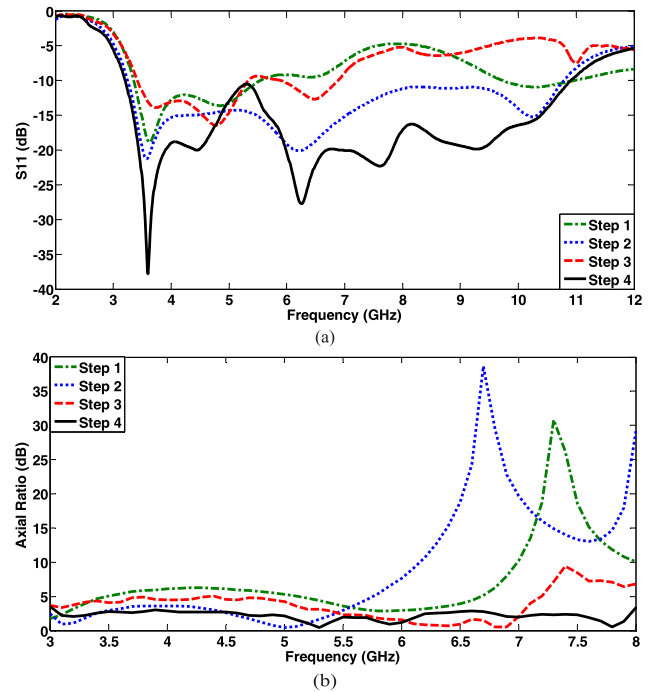 -5
-10
-15
-20
-25
-30
-35
-40
S11 (dB)
2 3 4 5 6 7 8 9 10 11 12
Frequency (GHz)
Step 1
Step 2
Step 3
Step 4
(a)
40
35
30
25
20
15
10
5
0
Axial Ratio (dB)
3 3.5 4 4.5 5 5.5 6 6.5 7 7.5 8
Frequency (GHz)
Step 1
Step 2
Step 3
Step 4
(b)